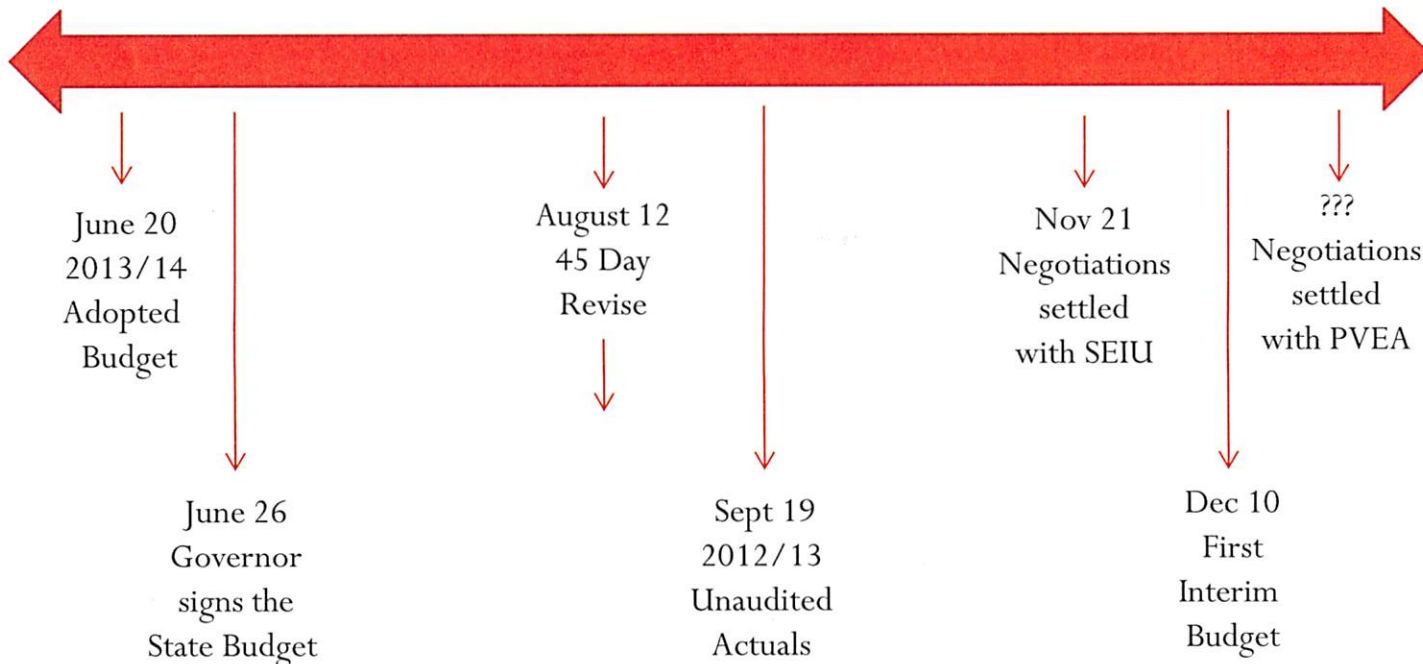 June 20
2013/14
Adopted
Budget
June 26
Governor
signs the
State Budget
August 12
45 Day
Revise
Sept 19
2012/13
Unaudited
Actuals
Nov 21
Negotiations
settled
with SEIU
Dec 10
First
Interim
Budget
???
Negotiations
settled
with PVEA